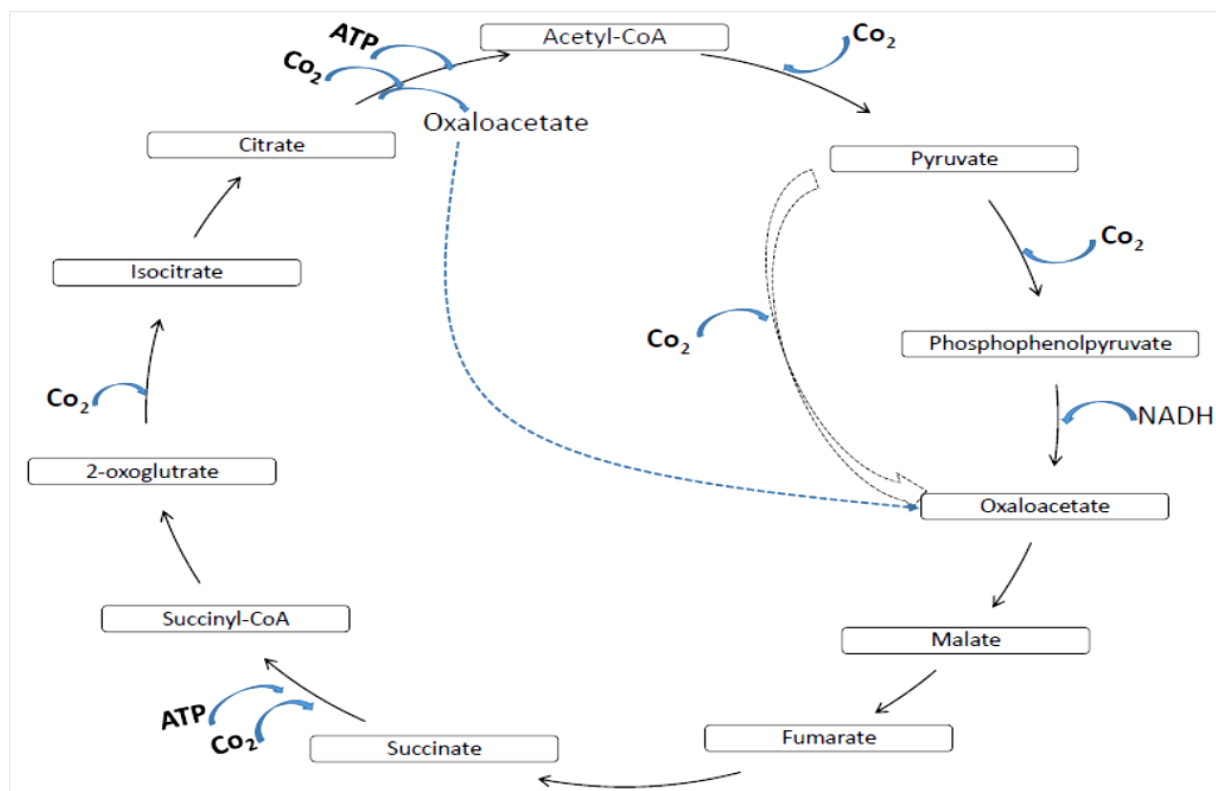 ATP
Acetyl-CoA
Co2
Co2
Oxaloacetate
Citrate
Pyruvate
Co2
Isocitrate
Co2
Phosphophenolpyruvate
Co2
NADH
2-oxoglutrate
Oxaloacetate
Succinyl-CoA
Malate
ATP
Co2
Succinate
Fumarate